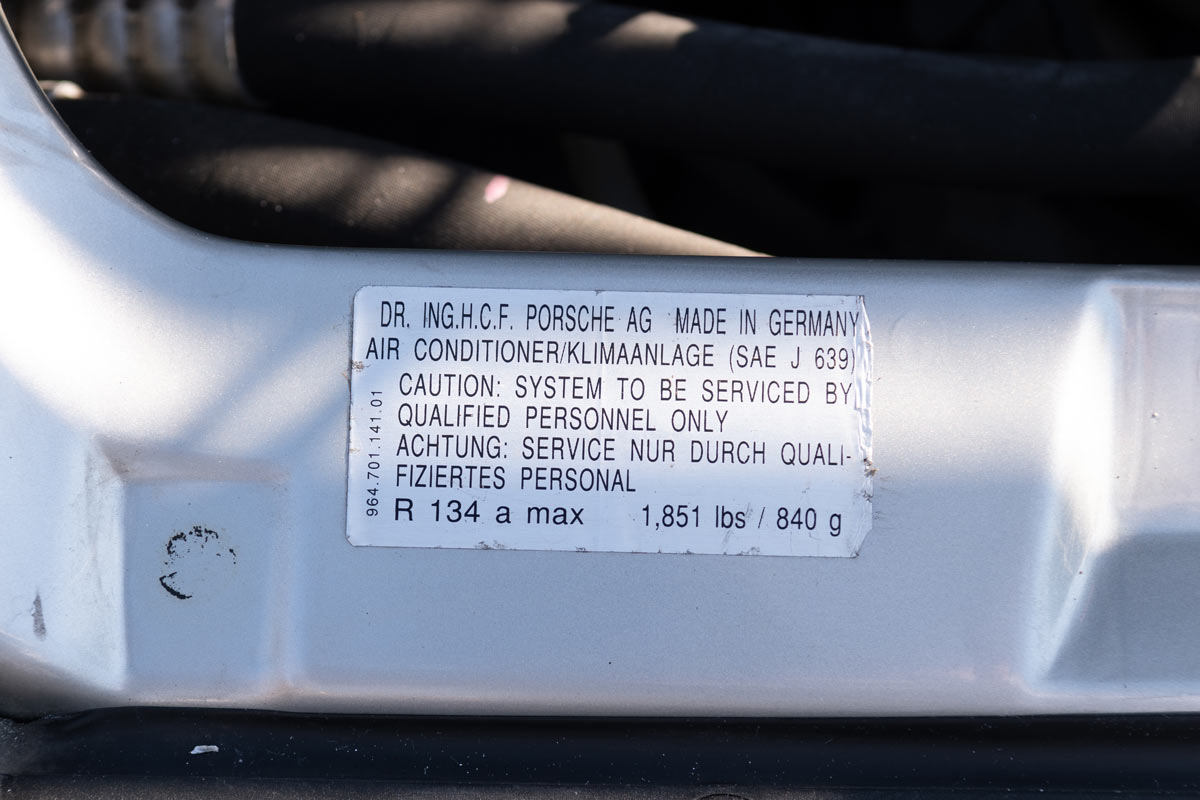 DR. ING.H.C.F. PORSCHE AG MADE IN GERMANY
AIR CONDITIONER/KLIMAANLAGE (SAE J 639)
CAUTION: SYSTEM TO BE SERVICED BY
QUALIFIED PERSONNEL ONLY
ACHTUNG: SERVICE NUR DURCH QUALI-
FIZIERTES PERSONAL
R 134 a max 1,851 lbs / 840 g
964.701.141.01